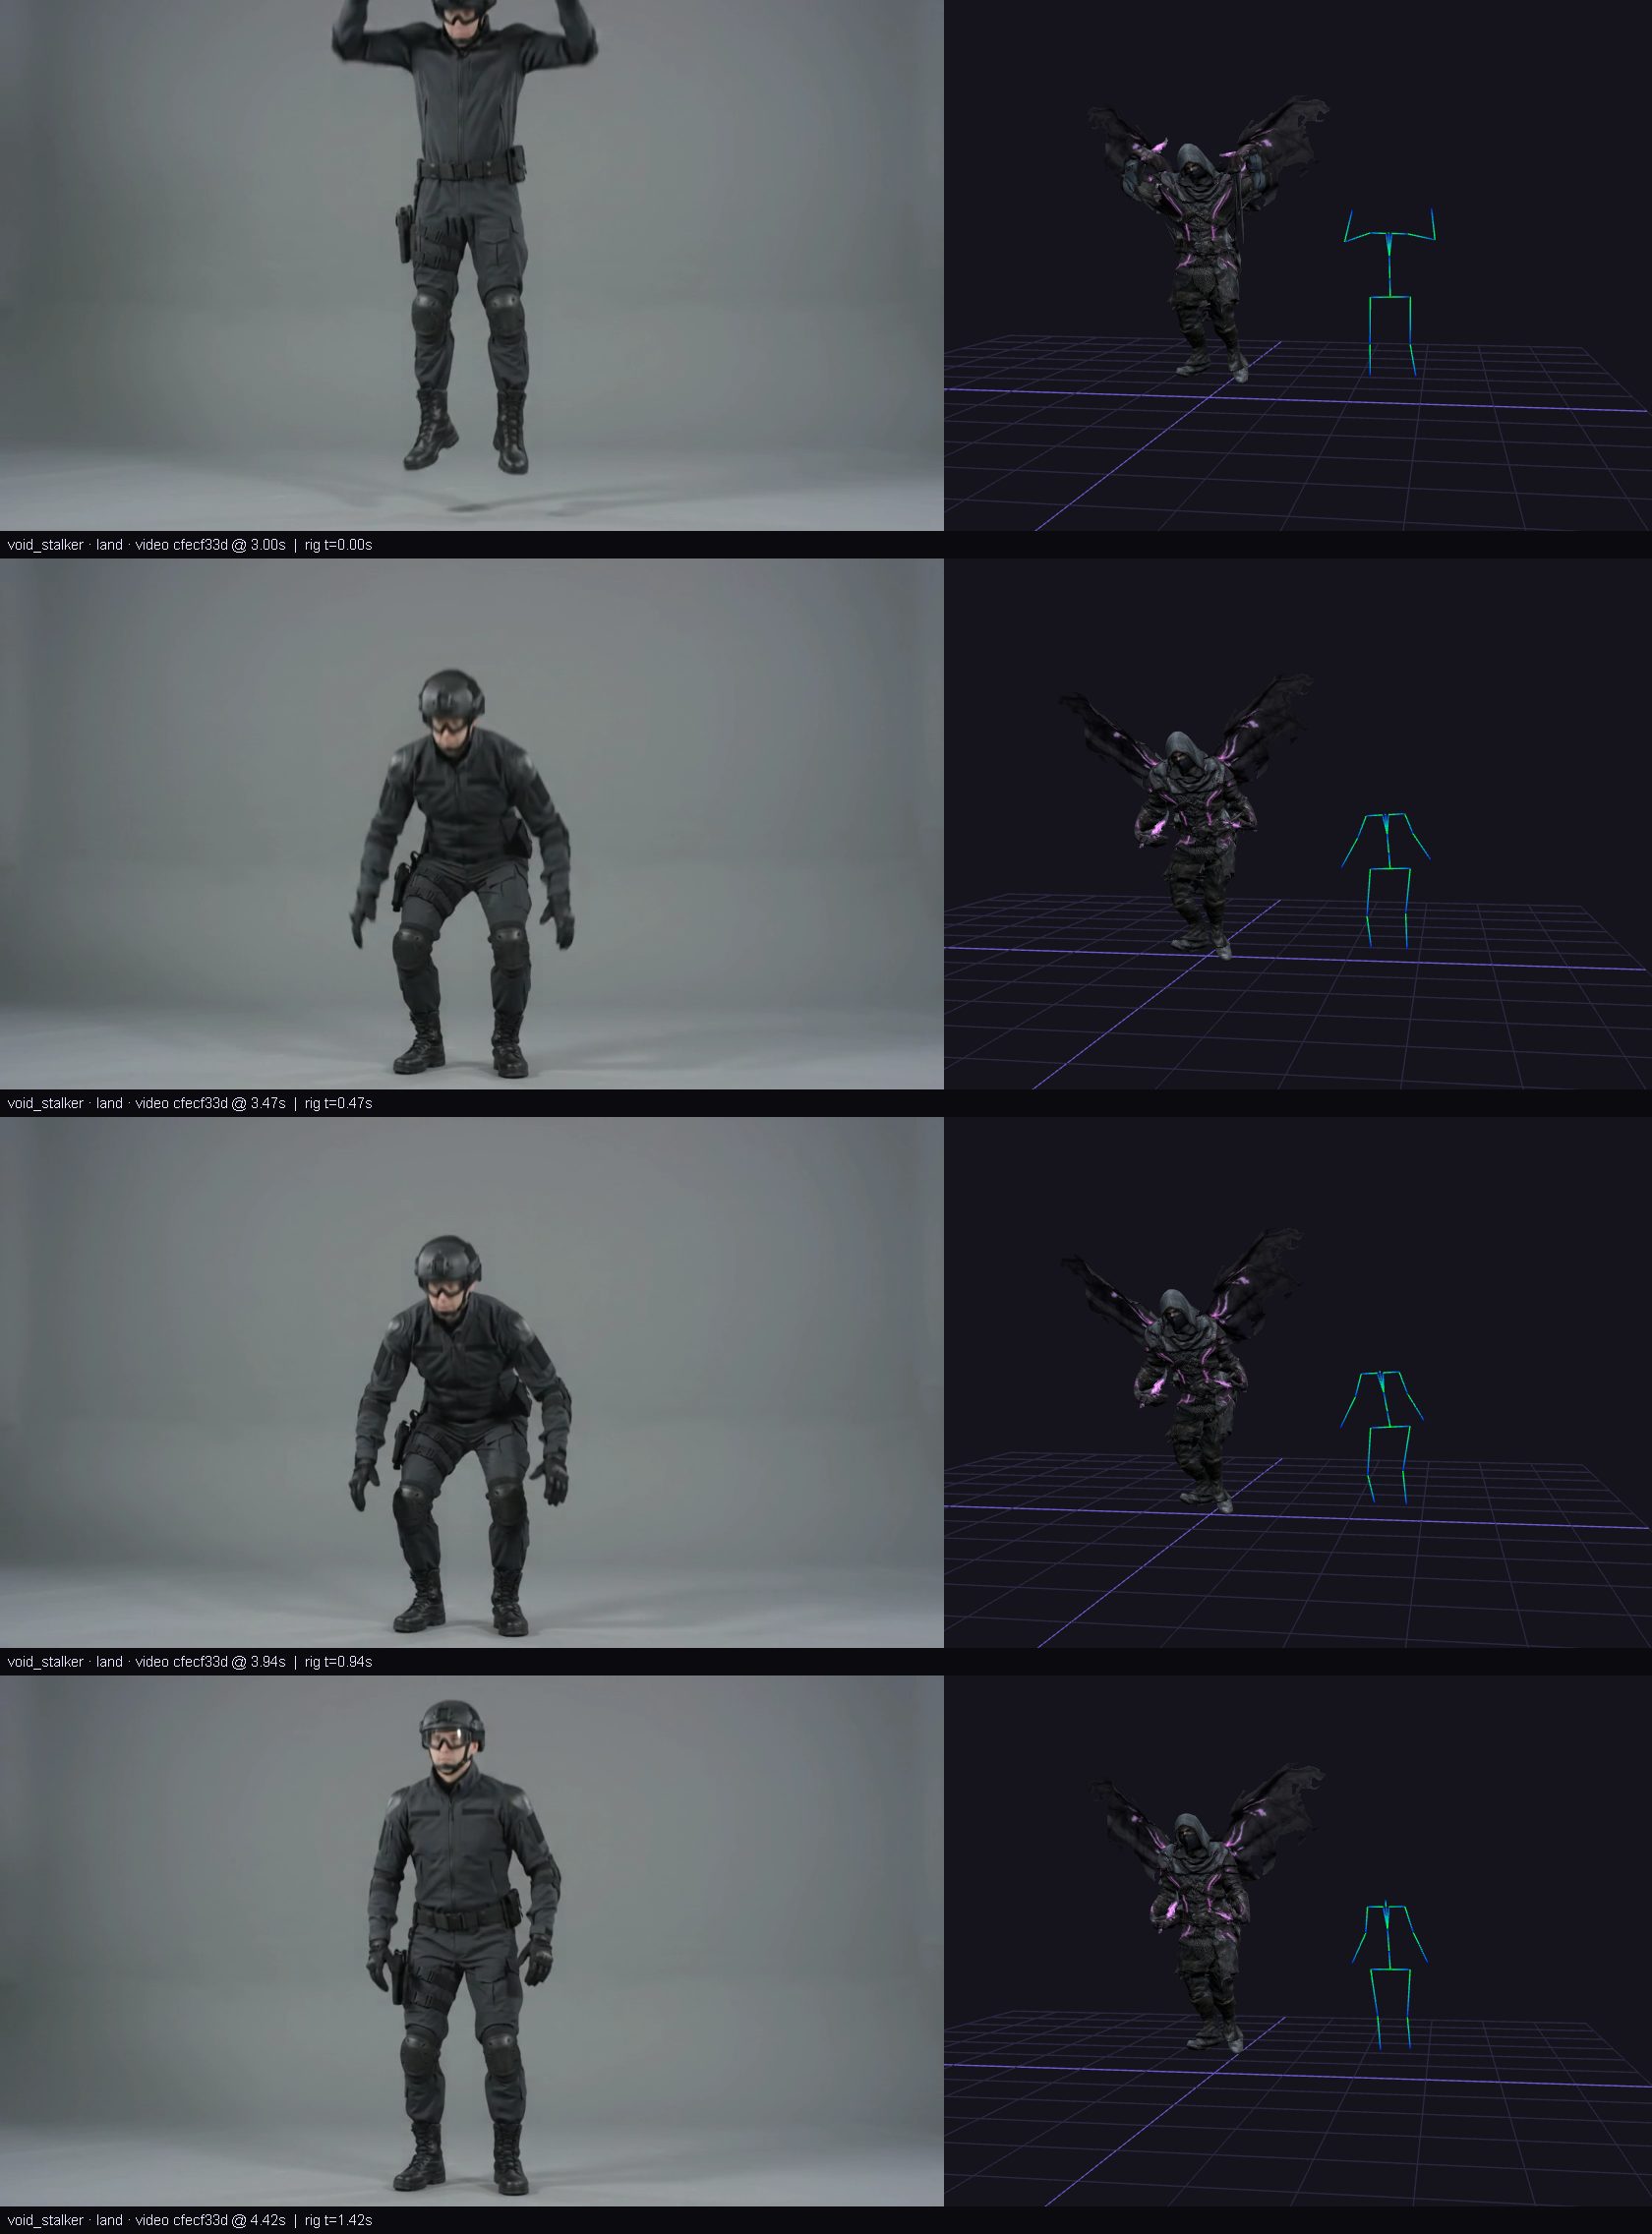 void_stalker · land · video cfecf33d @ 3.00s | rig t=0.00s
void_stalker · land · video cfecf33d @ 3.47s | rig t=0.47s
void_stalker · land · video cfecf33d @ 3.94s | rig t=0.94s
void_stalker · land · video cfecf33d @ 4.42s | rig t=1.42s